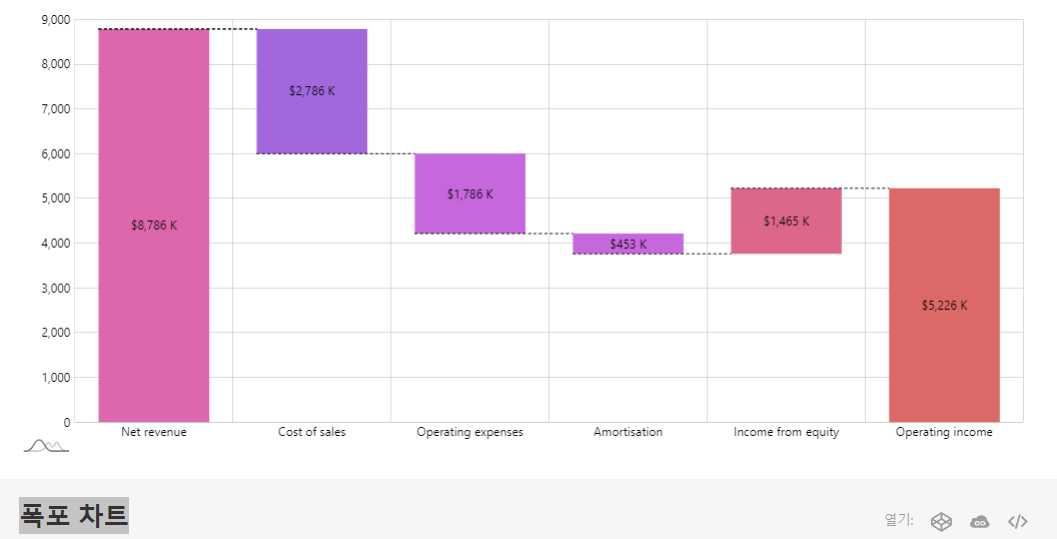 9,000
8,000
7,000
6,000
5,000
4,000
3,000
2,000
1,000
0
$8,786 K
$2,786 K
$1,786 K
$453 K
$1,465 K
$5,226 K
Net revenue Cost of sales Operating expenses Amortisation Income from equity Operating income
폭포 차트
열기: